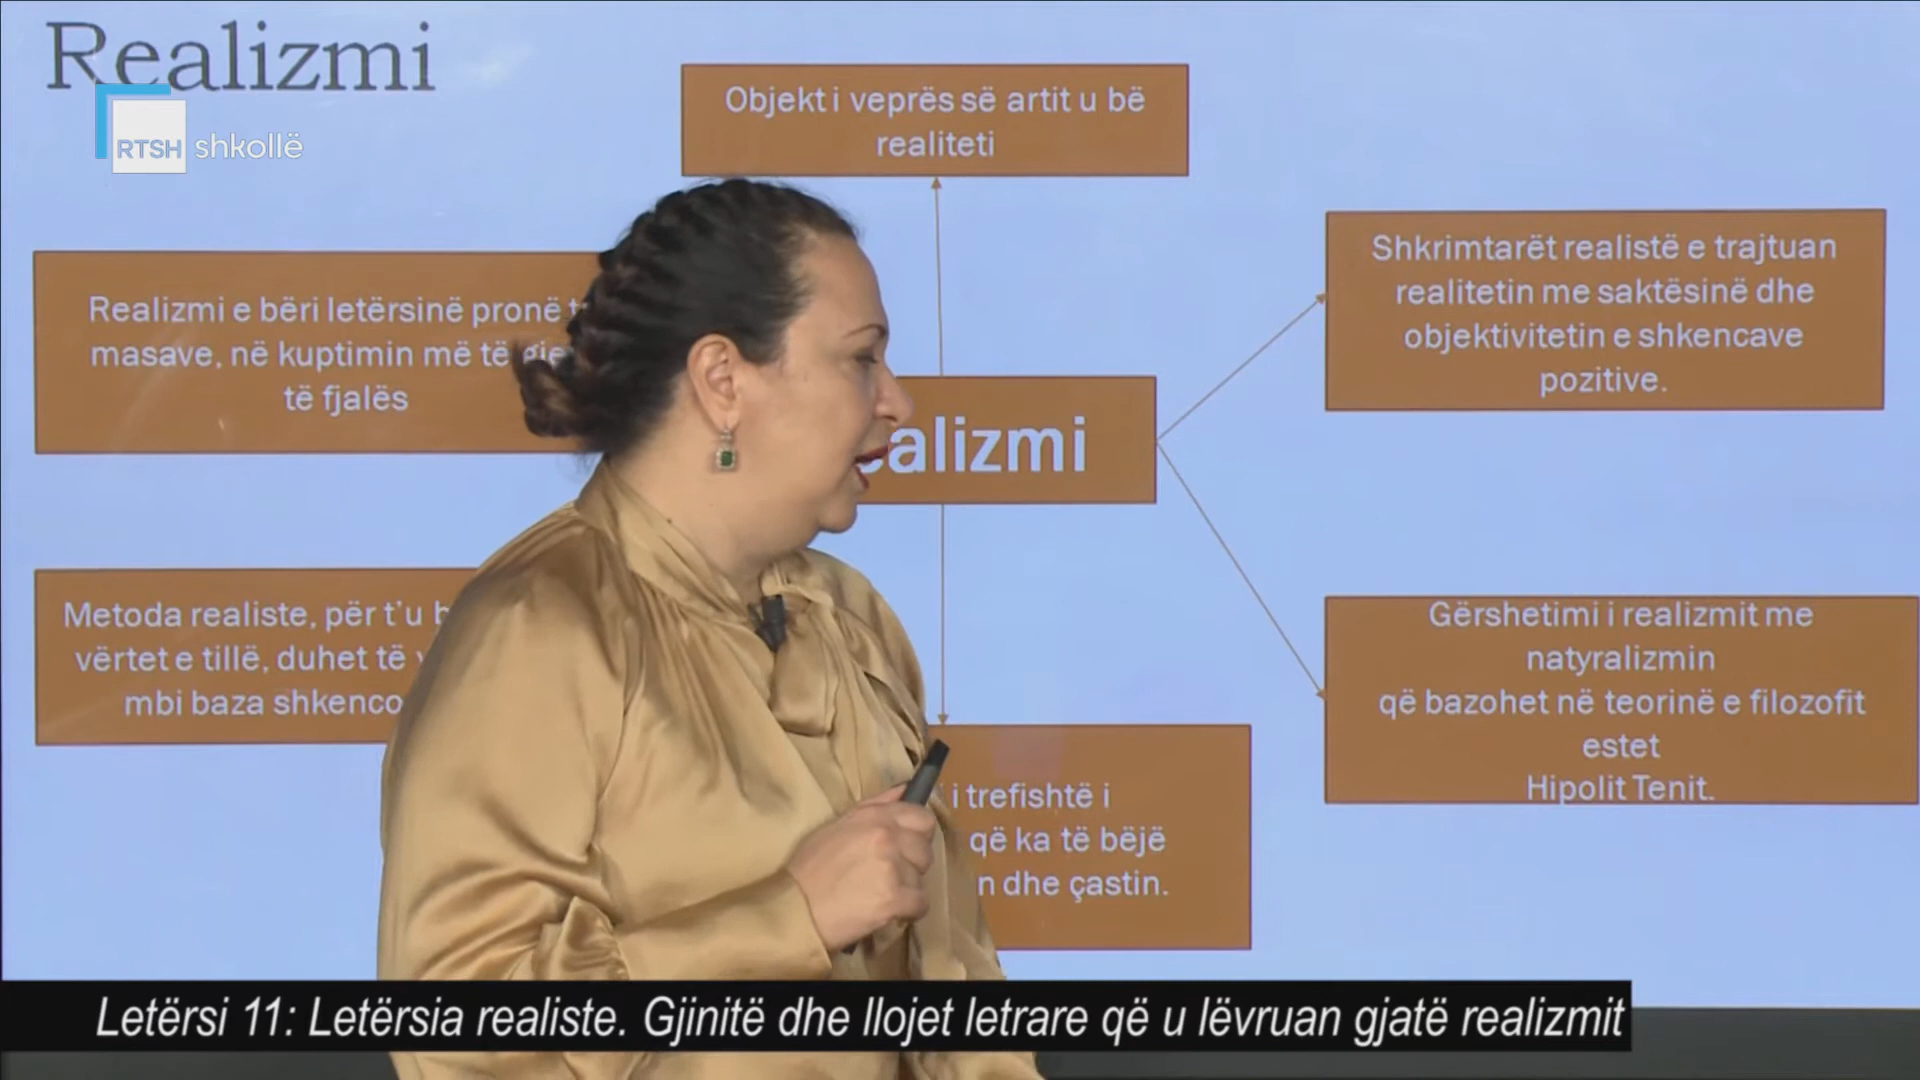 Realizmi
RTSH shkollë
Objekt i veprës së artit u bë
realiteti
Realizmi e bëri letërsinë pronë
masave, në kuptimin më të
të fjalës
Shkrimtarët realistë e trajtuan
realitetin me saktësinë dhe
objektivitetin e shkencave
pozitive.
Metoda realiste, për t'u
vërtet e tillë, duhet të
mbi baza
Gërshetimi i realizmit me
natyralizmin
që bazohet në teorinë e filozofit
estet
Hipolit Tenit.
i trefishtë i
që ka të bëjë
dhe çastin.
Letërsi 11: Letërsia realiste. Gjinitë dhe llojet letrare që u lëvruan gjatë realizmit